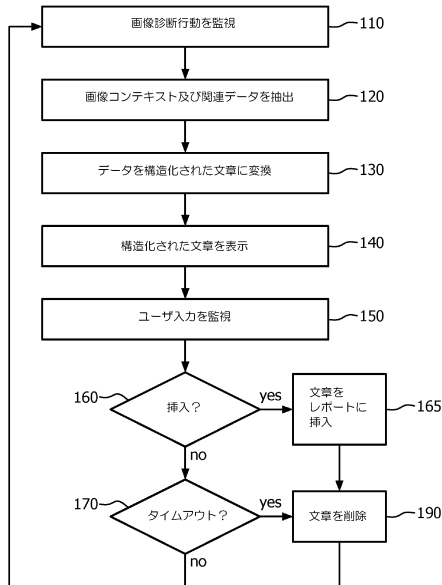 画像診断行動を監視
110
画像コンテキスト及び関連データを抽出
120
データを構造化された文章に変換
130
構造化された文章を表示
140
ユーザ入力を監視
150
160
挿入？
yes
文章を
レポートに
挿入
165
no
170
タイムアウト？
yes
文章を削除
190
no